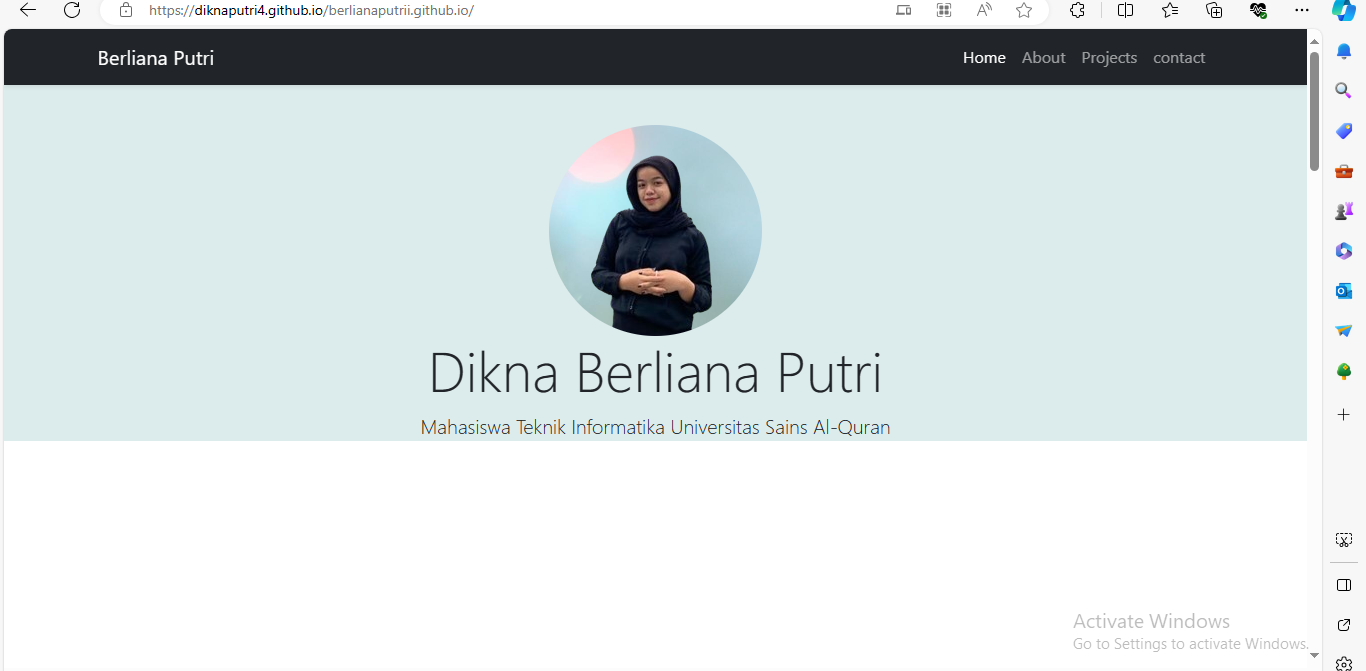 https://diknaputri4.github.io/berlianaputrii.github.io/
Berliana Putri
Home About Projects contact
Dikna Berliana Putri
Mahasiswa Teknik Informatika Universitas Sains Al-Quran
Activate Windows
Go to Settings to activate Windows.